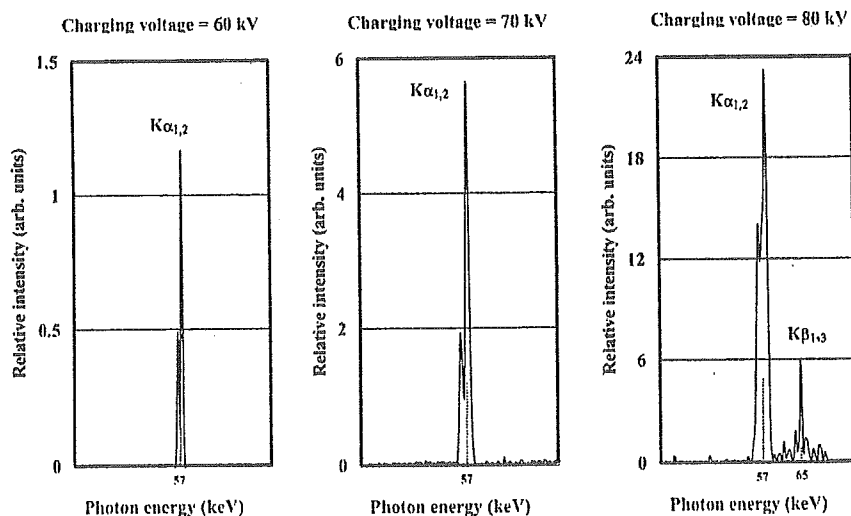 Charging voltage = 60 kV
1.5
1
0.5
0
Kα1,2
57
Relative intensity (arb. units)
Photon energy (keV)
Charging voltage = 70 kV
6
4
2
0
Kα1,2
57
Relative intensity (arb. units)
Photon energy (keV)
Charging voltage = 80 kV
24
18
12
6
0
Kα1,2
Kβ1,3
57
65
Relative intensity (arb. units)
Photon energy (keV)